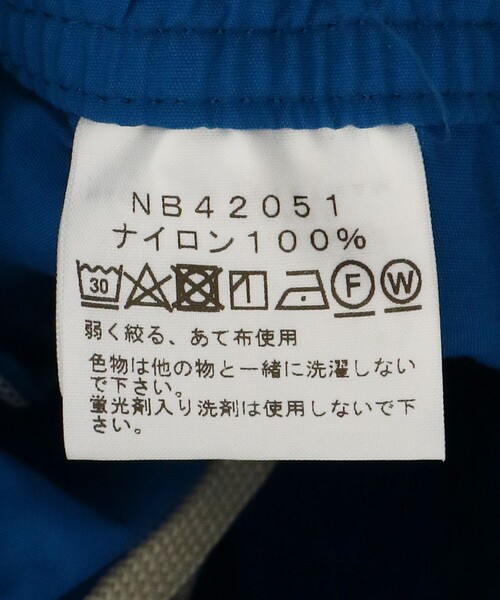 NB42051
ナイロン100%
30 F W
弱く絞る、あて布使用
色物は他の物と一緒に洗濯しない
で下さい。
蛍光剤入り洗剤は使用しないで下
さい。